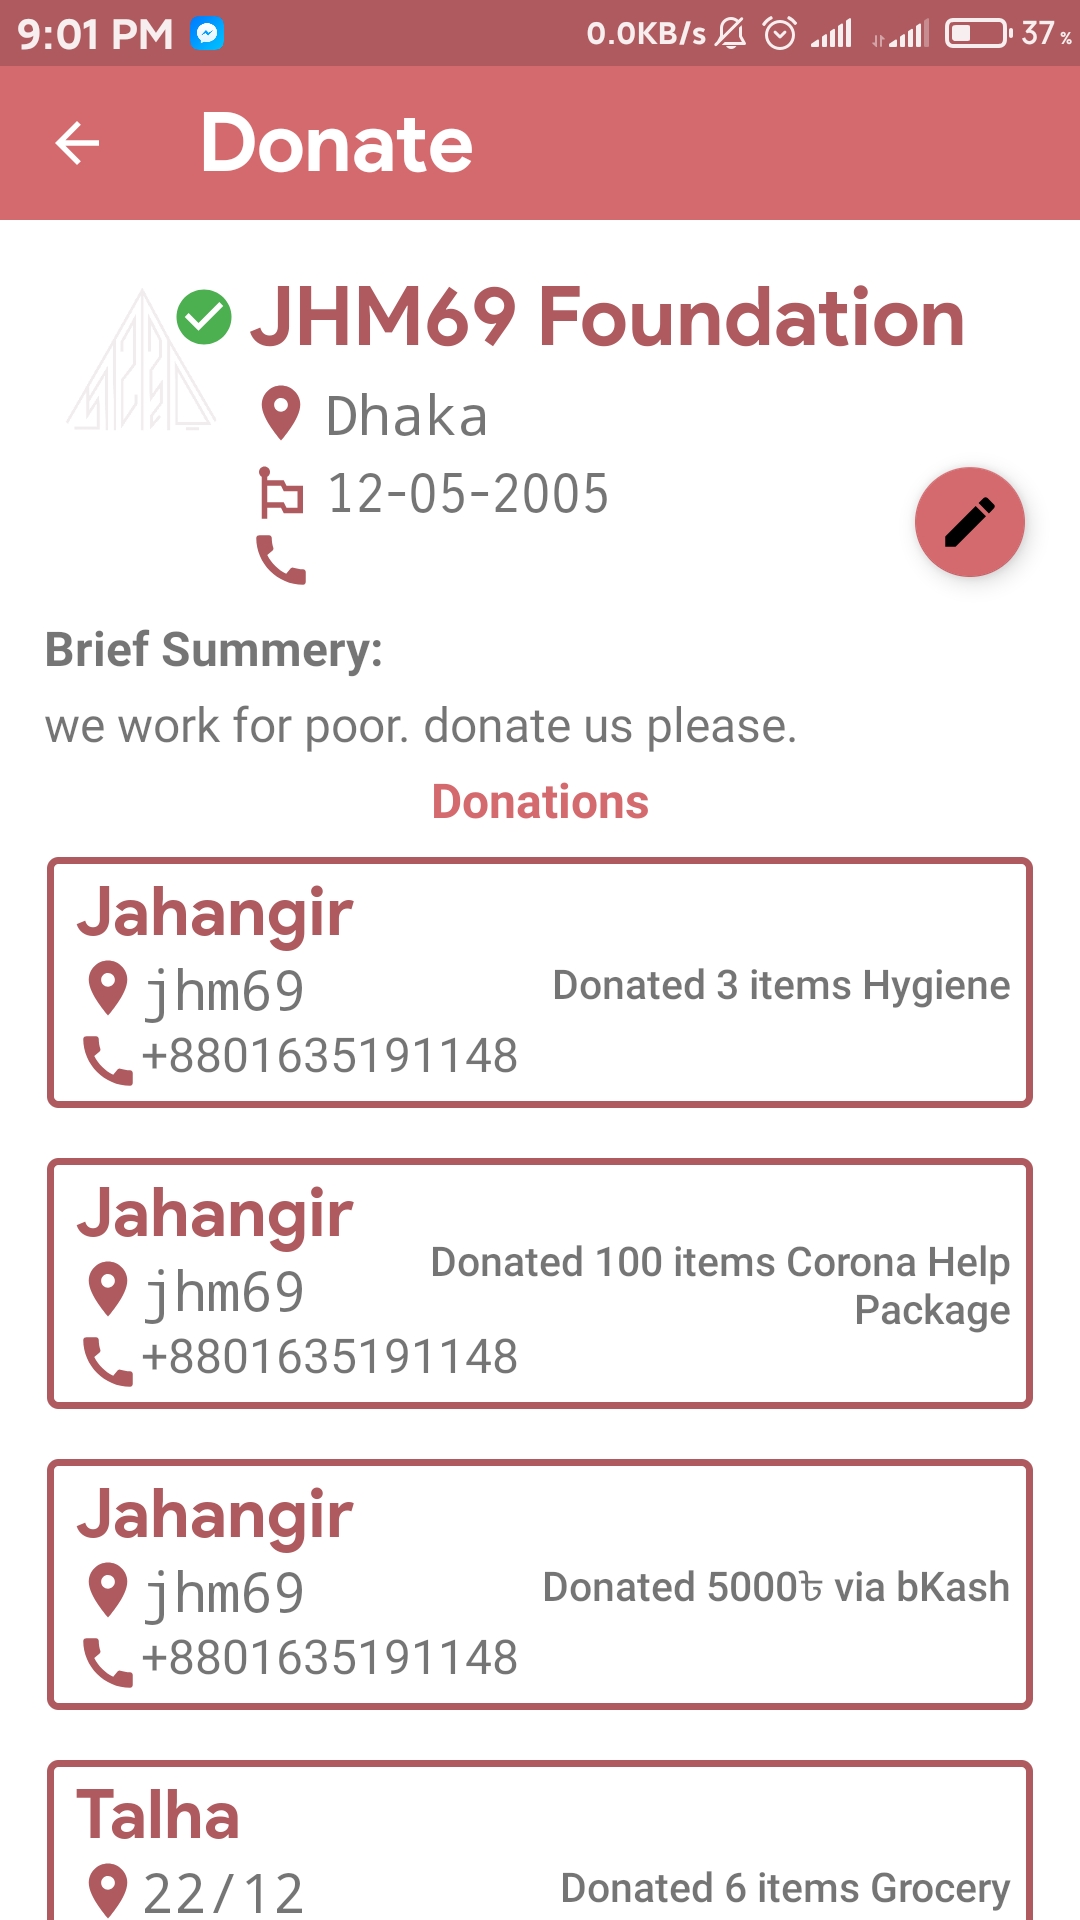 9:01 PM 0.0KB/s 37 %
Donate
JHM69 Foundation
Dhaka
12-05-2005
Brief Summery:
we work for poor. donate us please.
Donations
Jahangir
jhm69
Donated 3 items Hygiene
+8801635191148
Jahangir
Donated 100 items Corona Help
Package
jhm69
+8801635191148
Jahangir
jhm69
Donated 5000৳ via bKash
+8801635191148
Talha
22/12
Donated 6 items Grocery